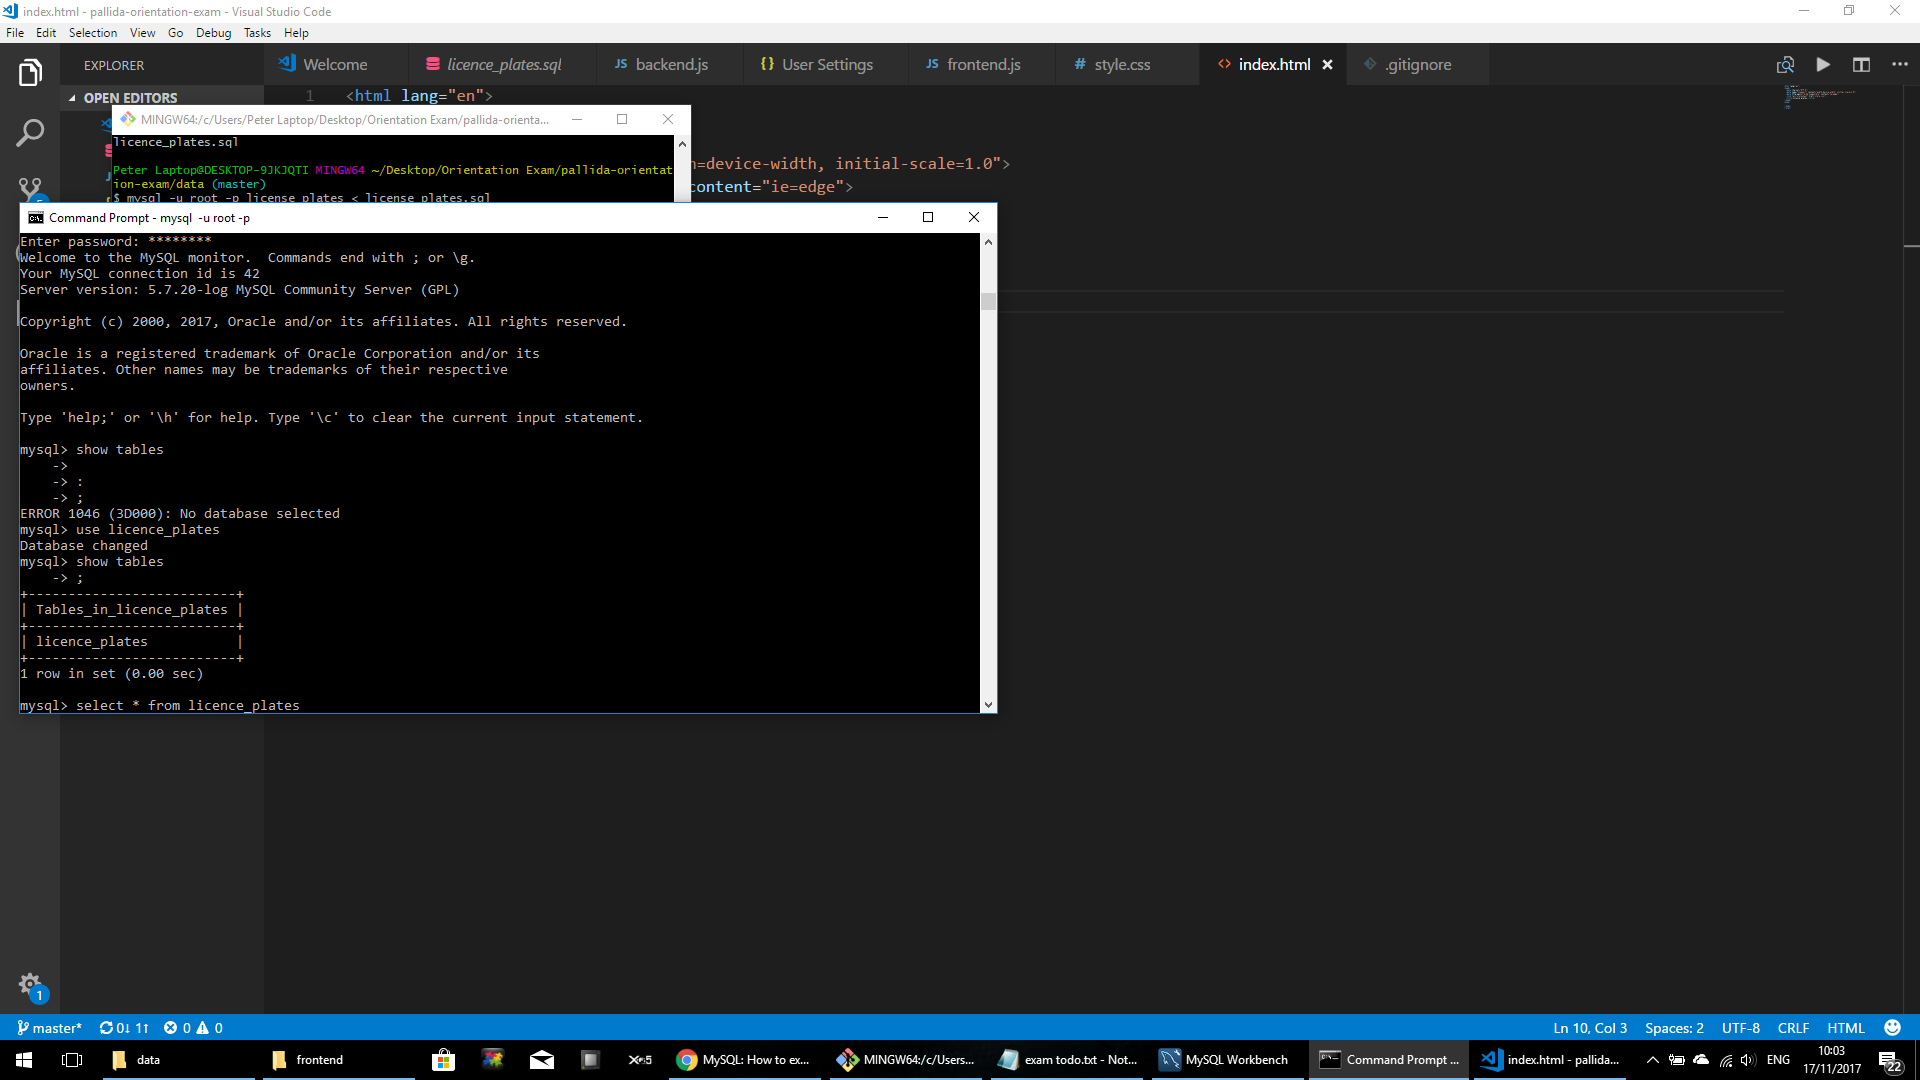 index.html - pallida-orientation-exam - Visual Studio Code
File Edit Selection View Go Debug Tasks Help
EXPLORER
Welcome
licence_plates.sql
JS backend.js
{} User Settings
JS frontend.js
# style.css
<> index.html
.gitignore
OPEN EDITORS
1 <html lang="en">
MINGW64:/c/Users/Peter Laptop/Desktop/Orientation Exam/pallida-orienta...
licence_plates.sql
Peter Laptop@DESKTOP-9JKJQTI MINGW64 ~/Desktop/Orientation Exam/pallida-orientat
ion-exam/data (master)
$ mysql -u root -p license_plates < license_plates.sql
=device-width, initial-scale=1.0">
content="ie=edge">
Command Prompt - mysql -u root -p
Enter password: ********
Welcome to the MySQL monitor. Commands end with ; or \g.
Your MySQL connection id is 42
Server version: 5.7.20-log MySQL Community Server (GPL)
Copyright (c) 2000, 2017, Oracle and/or its affiliates. All rights reserved.
Oracle is a registered trademark of Oracle Corporation and/or its
affiliates. Other names may be trademarks of their respective
owners.
Type 'help;' or '\h' for help. Type '\c' to clear the current input statement.
mysql> show tables
->
-> :
-> ;
ERROR 1046 (3D000): No database selected
mysql> use licence_plates
Database changed
mysql> show tables
-> ;
+--------------------------+
| Tables_in_licence_plates |
+--------------------------+
| licence_plates |
+--------------------------+
1 row in set (0.00 sec)
mysql> select * from licence_plates
1
master* 0↓ 1↑ 0 0
Ln 10, Col 3 Spaces: 2 UTF-8 CRLF HTML
data
frontend
MySQL: How to ex...
MINGW64:/c/Users...
exam todo.txt - Not...
MySQL Workbench
Command Prompt ...
index.html - pallida...
ENG
10:03
17/11/2017
22